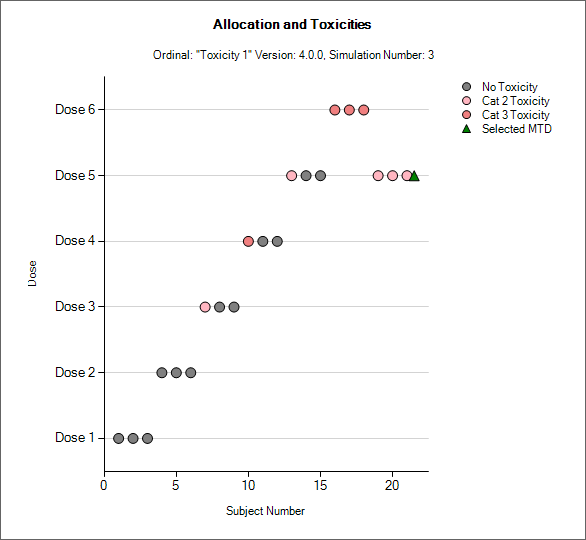 Allocation and Toxicities
Ordinal: "Toxicity 1" Version: 4.0.0, Simulation Number: 3
No Toxicity
Cat 2 Toxicity
Cat 3 Toxicity
Selected MTD
Dose 6
Dose 5
Dose 4
Dose 3
Dose 2
Dose 1
Dose
0 5 10 15 20
Subject Number